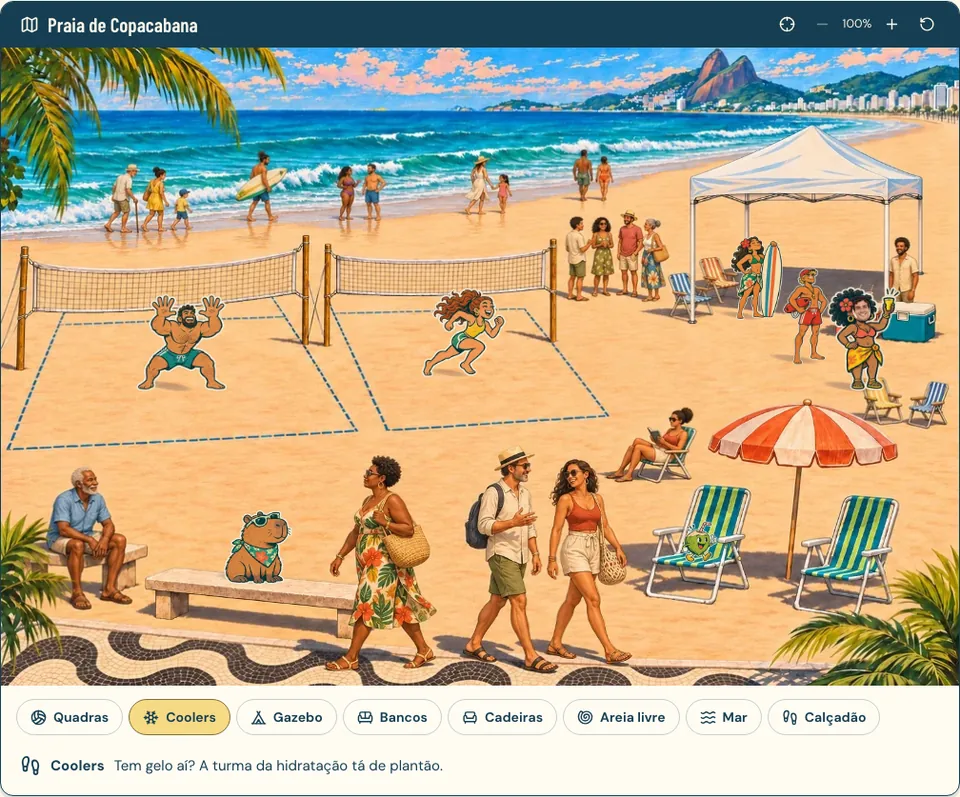 Praia de Copacabana
100%
Quadras
Coolers
Gazebo
Bancos
Cadeiras
Areia livre
Mar
Calçadão
Coolers Tem gelo aí? A turma da hidratação tá de plantão.